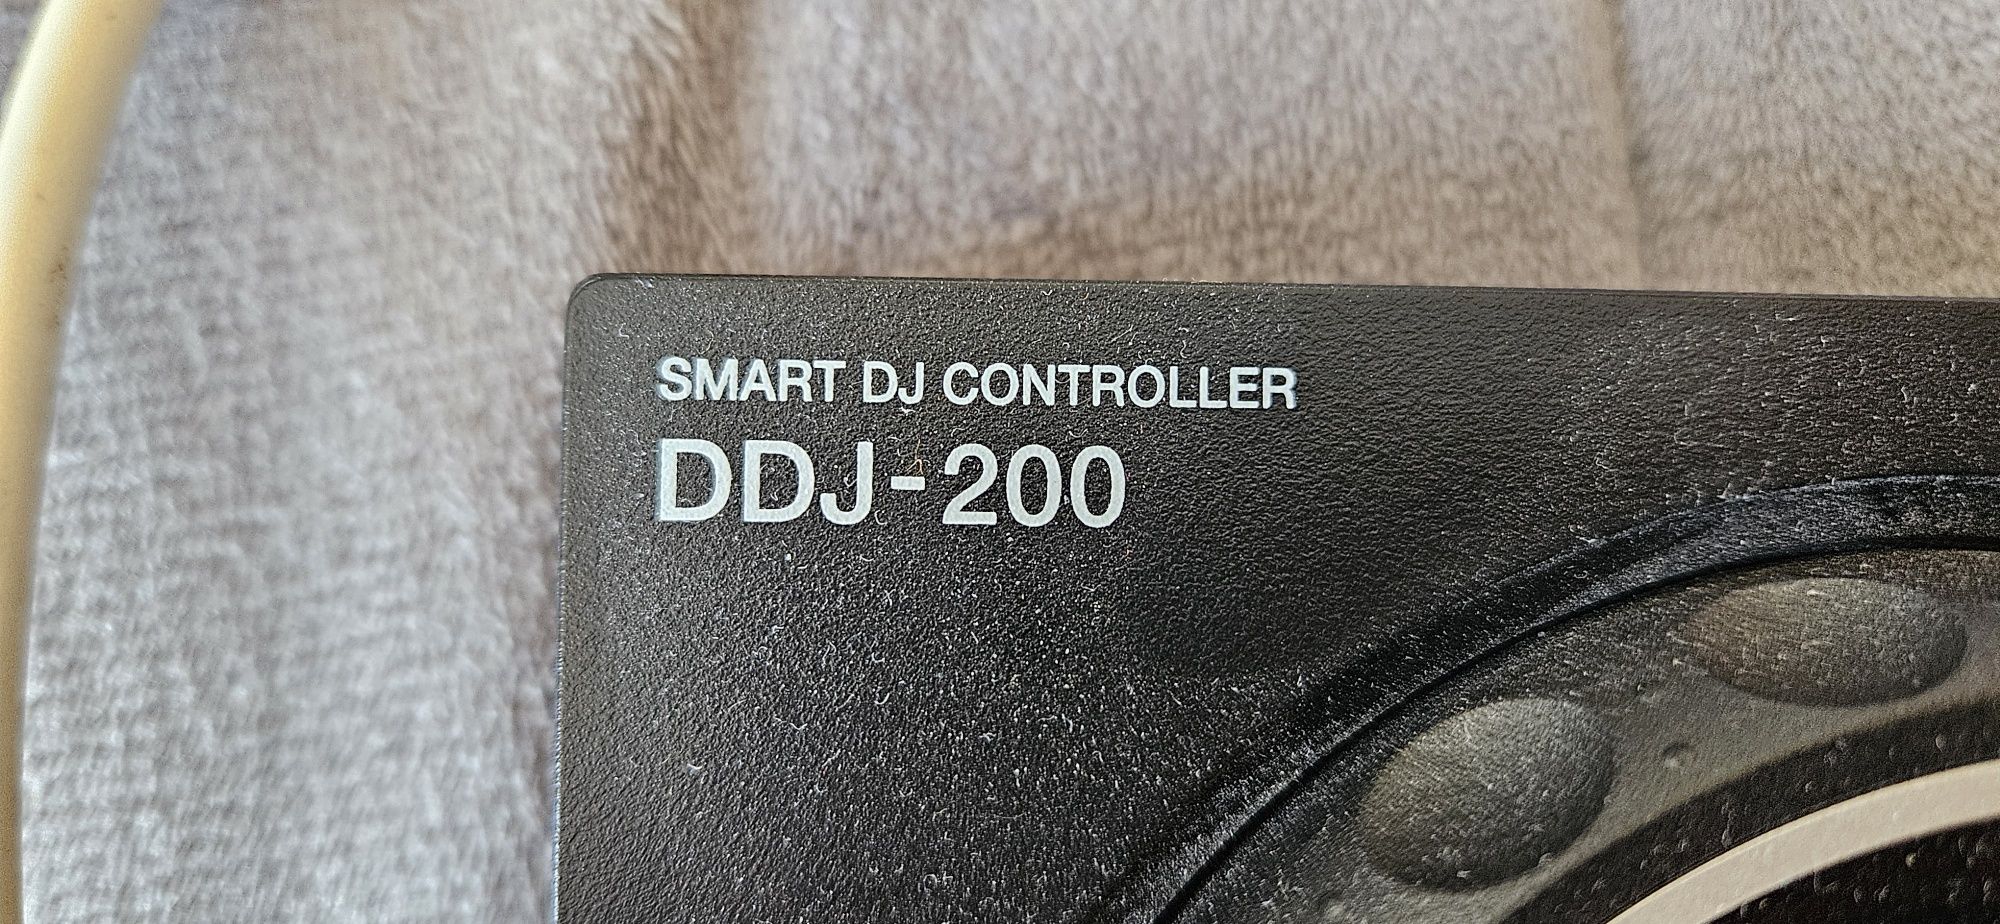 SMART DJ CONTROLLER
DDJ-200